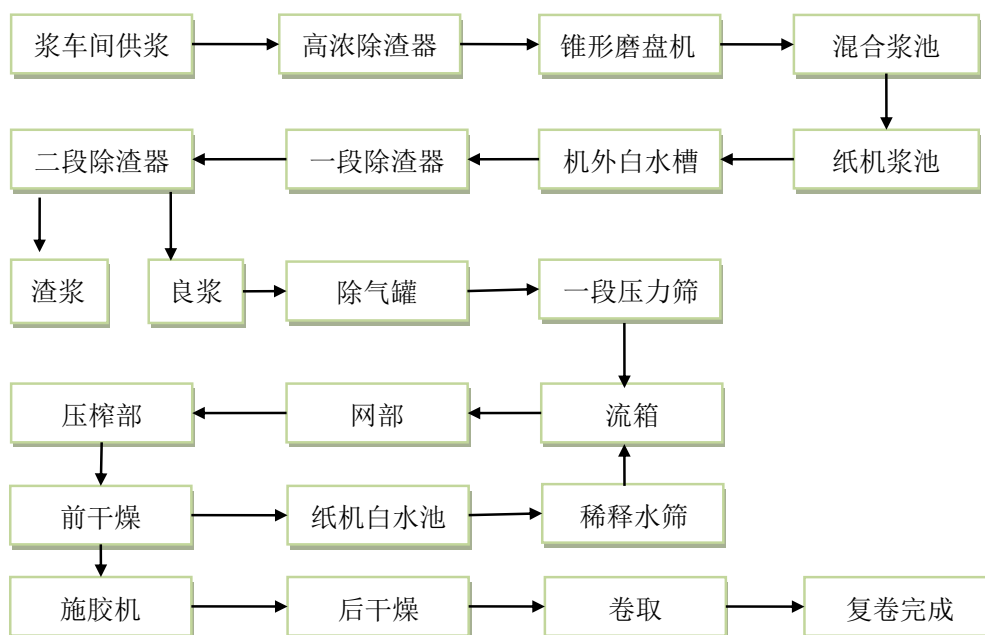 浆车间供浆
高浓除渣器
锥形磨盘机
混合浆池
二段除渣器
一段除渣器
机外白水槽
纸机浆池
渣浆
良浆
除气罐
一段压力筛
压榨部
网部
流箱
前干燥
纸机白水池
稀释水筛
施胶机
后干燥
卷取
复卷完成